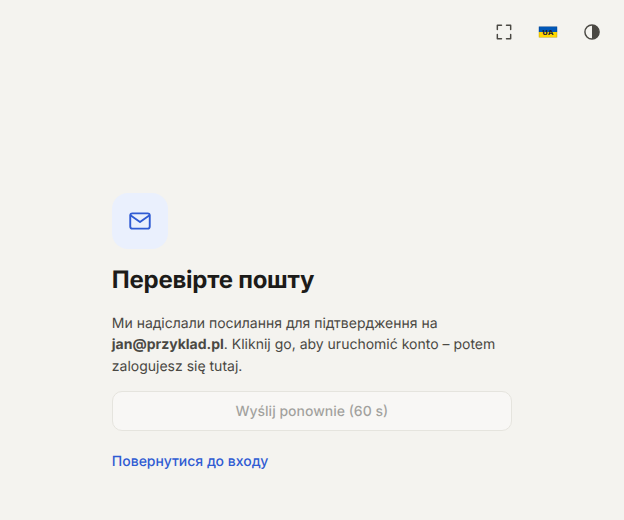 UA
Перевірте пошту
Ми надіслали посилання для підтвердження на
jan@przyklad.pl. Kliknij go, aby uruchomić konto – potem
zalogujesz się tutaj.
Wyślij ponownie (60 s)
Повернутися до входу